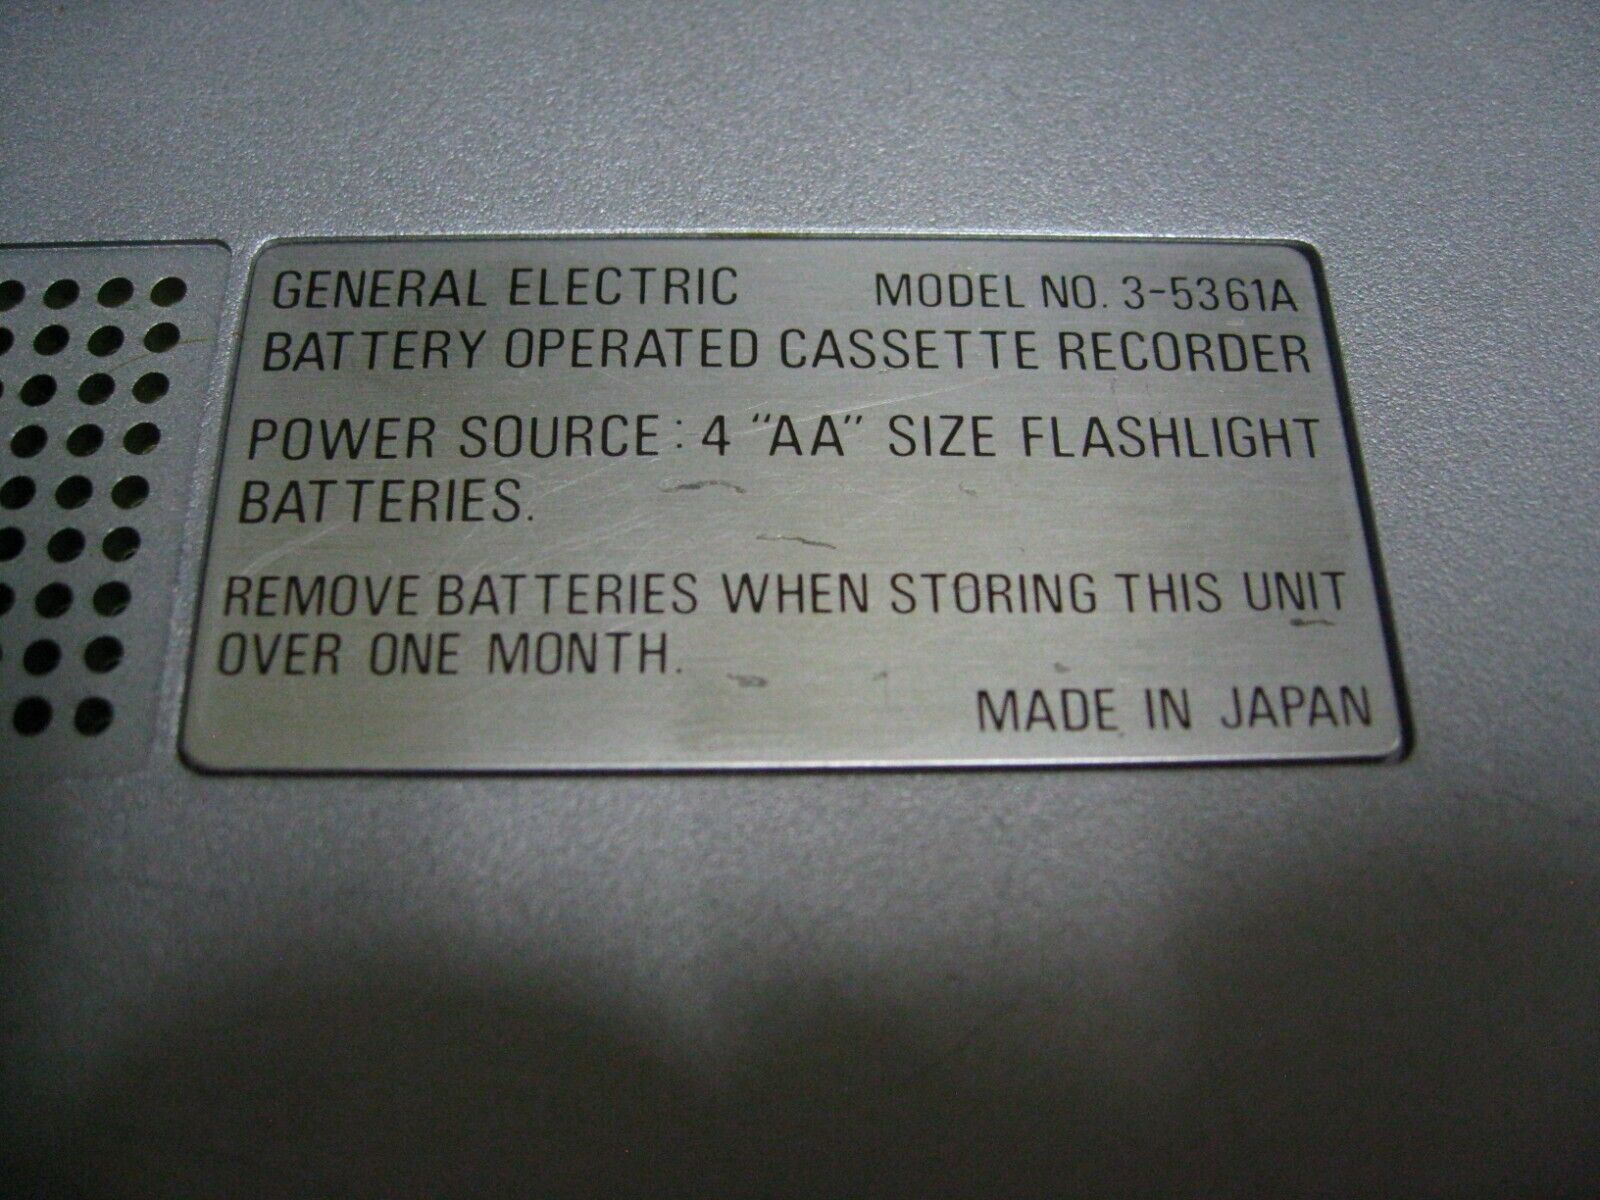 GENERAL ELECTRIC MODEL NO. 3-5361A
BATTERY OPERATED CASSETTE RECORDER
POWER SOURCE : 4 "AA" SIZE FLASHLIGHT
BATTERIES.
REMOVE BATTERIES WHEN STORING THIS UNIT
OVER ONE MONTH.
MADE IN JAPAN